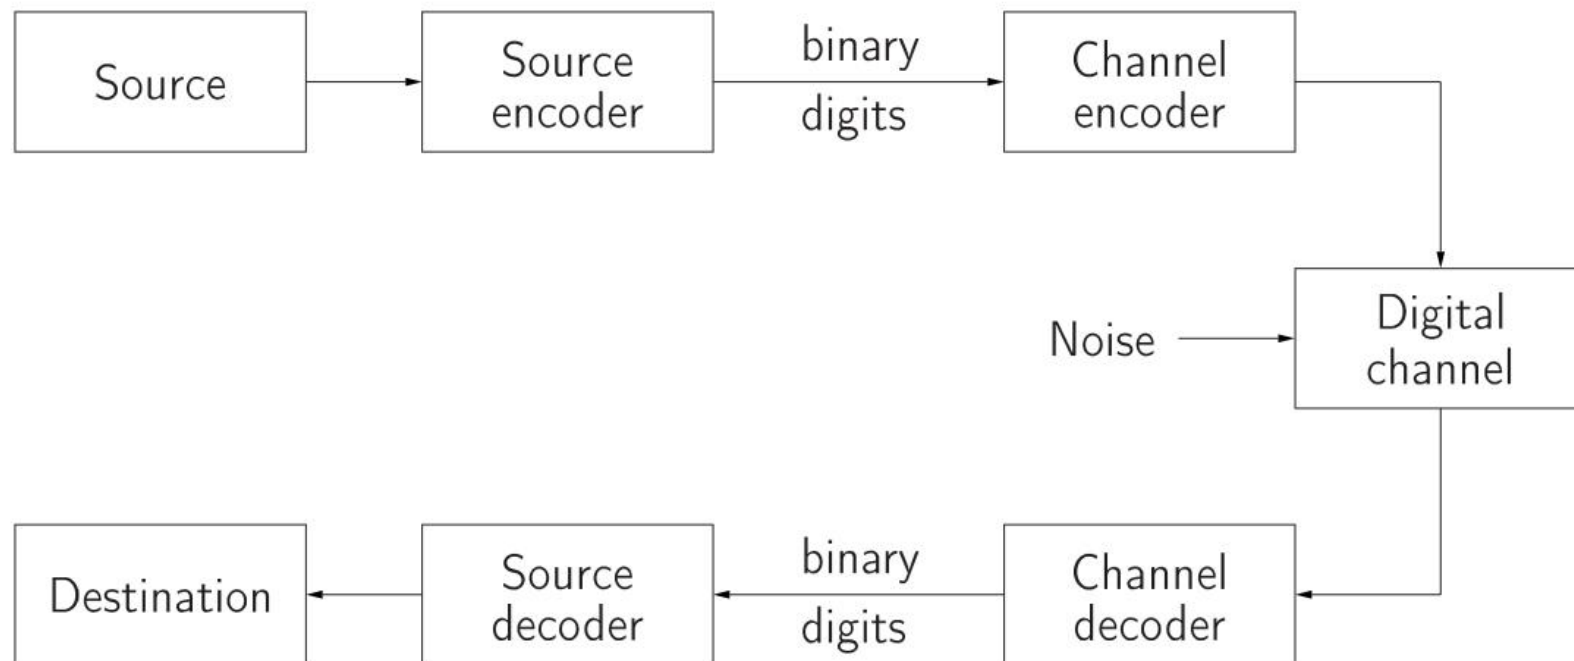 Source
Source
encoder
binary
digits
Channel
encoder
Noise
Digital
channel
Destination
Source
decoder
binary
digits
Channel
decoder